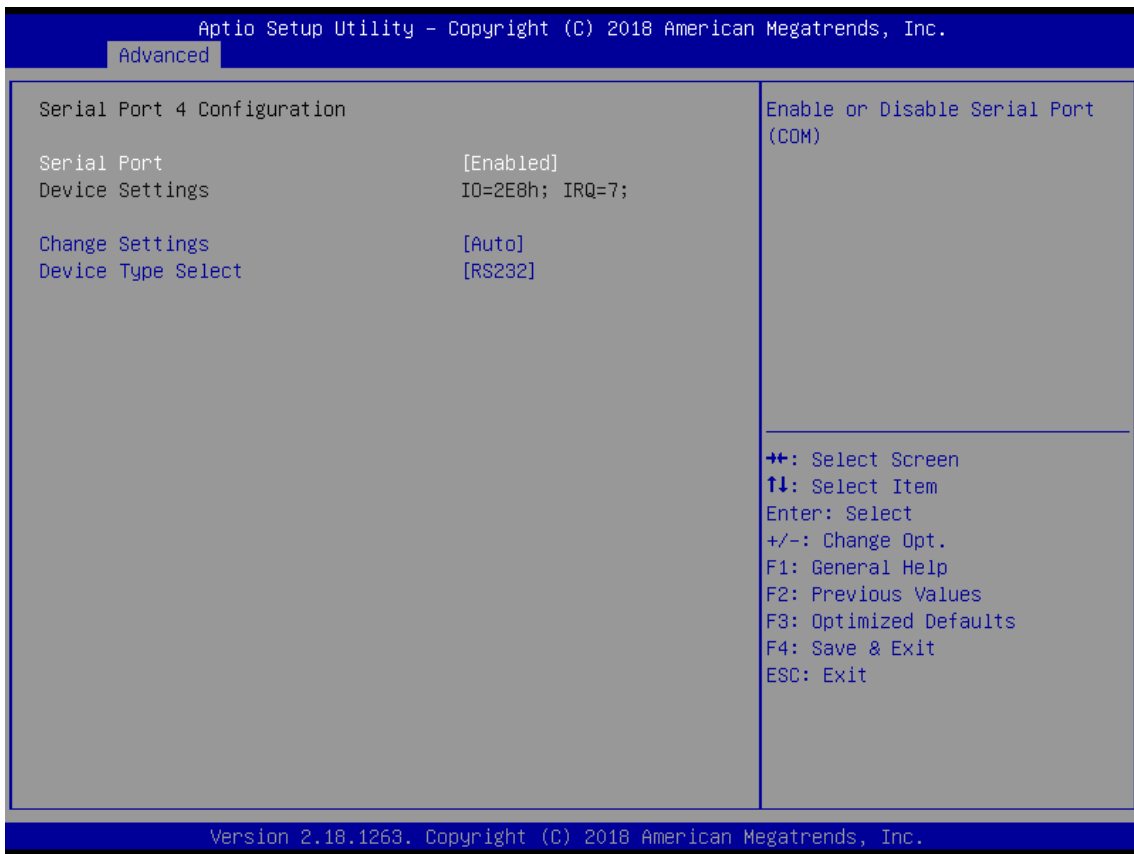 Aptio Setup Utility – Copyright (C) 2018 American Megatrends, Inc.
Advanced
Serial Port 4 Configuration
Serial Port [Enabled]
Device Settings IO=2E8h; IRQ=7;
Change Settings [Auto]
Device Type Select [RS232]
Enable or Disable Serial Port
(COM)
→←: Select Screen
↑↓: Select Item
Enter: Select
+/-: Change Opt.
F1: General Help
F2: Previous Values
F3: Optimized Defaults
F4: Save & Exit
ESC: Exit
Version 2.18.1263. Copyright (C) 2018 American Megatrends, Inc.